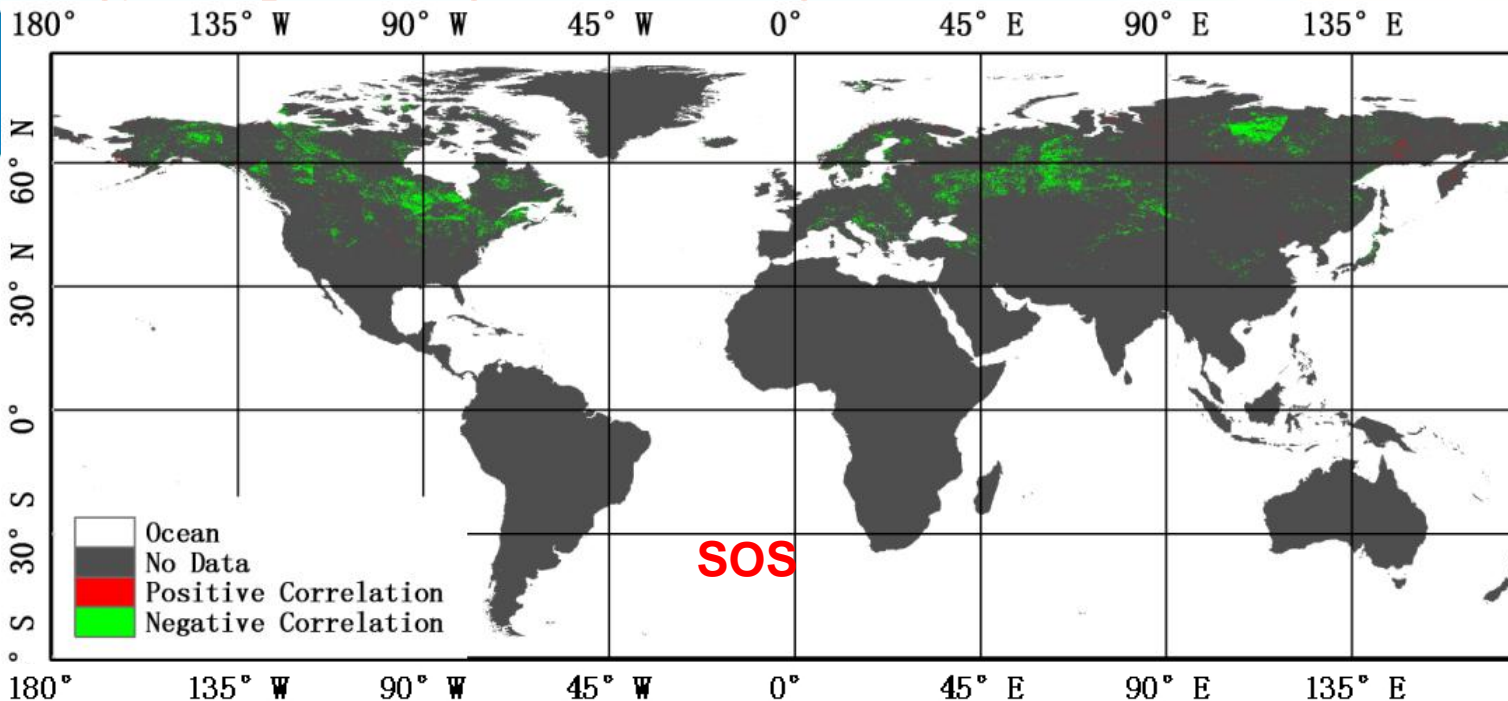 180° 135° W 90° W 45° W 0° 45° E 90° E 135° E
60° N
30° N
0°
30° S
° S
Ocean
No Data
Positive Correlation
Negative Correlation
SOS
180° 135° W 90° W 45° W 0° 45° E 90° E 135° E